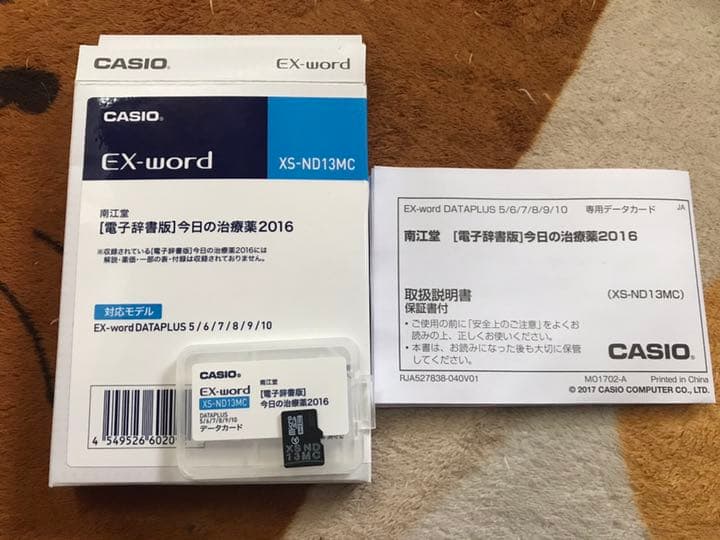 CASIO® EX-word
CASIO®
EX-word XS-ND13MC
南江堂
[電子辞書版]今日の治療薬2016
※収録されている[電子辞書版]今日の治療薬2016には
解説・薬価・一部の表・付録は収録されておりません。
対応モデル
EX-word DATAPLUS 5/6/7/8/9/10
4 549526 6020
CASIO®
EX-word
XS-ND13MC
DATAPLUS
5/6/7/8/9/10
データカード
南江堂
[電子辞書版]
今日の治療薬2016
XS ND
13MC
EX-word DATAPLUS 5/6/7/8/9/10 専用データカード JA
南江堂 [電子辞書版]今日の治療薬2016
取扱説明書 (XS-ND13MC)
保証書付
・ご使用の前に「安全上のご注意」をよくお
読みの上、正しくお使いください。
・本書は、お読みになった後も大切に保管
してください。
CASIO®
RJA527838-040V01 MO1702-A Printed in China
© 2017 CASIO COMPUTER CO., LTD.